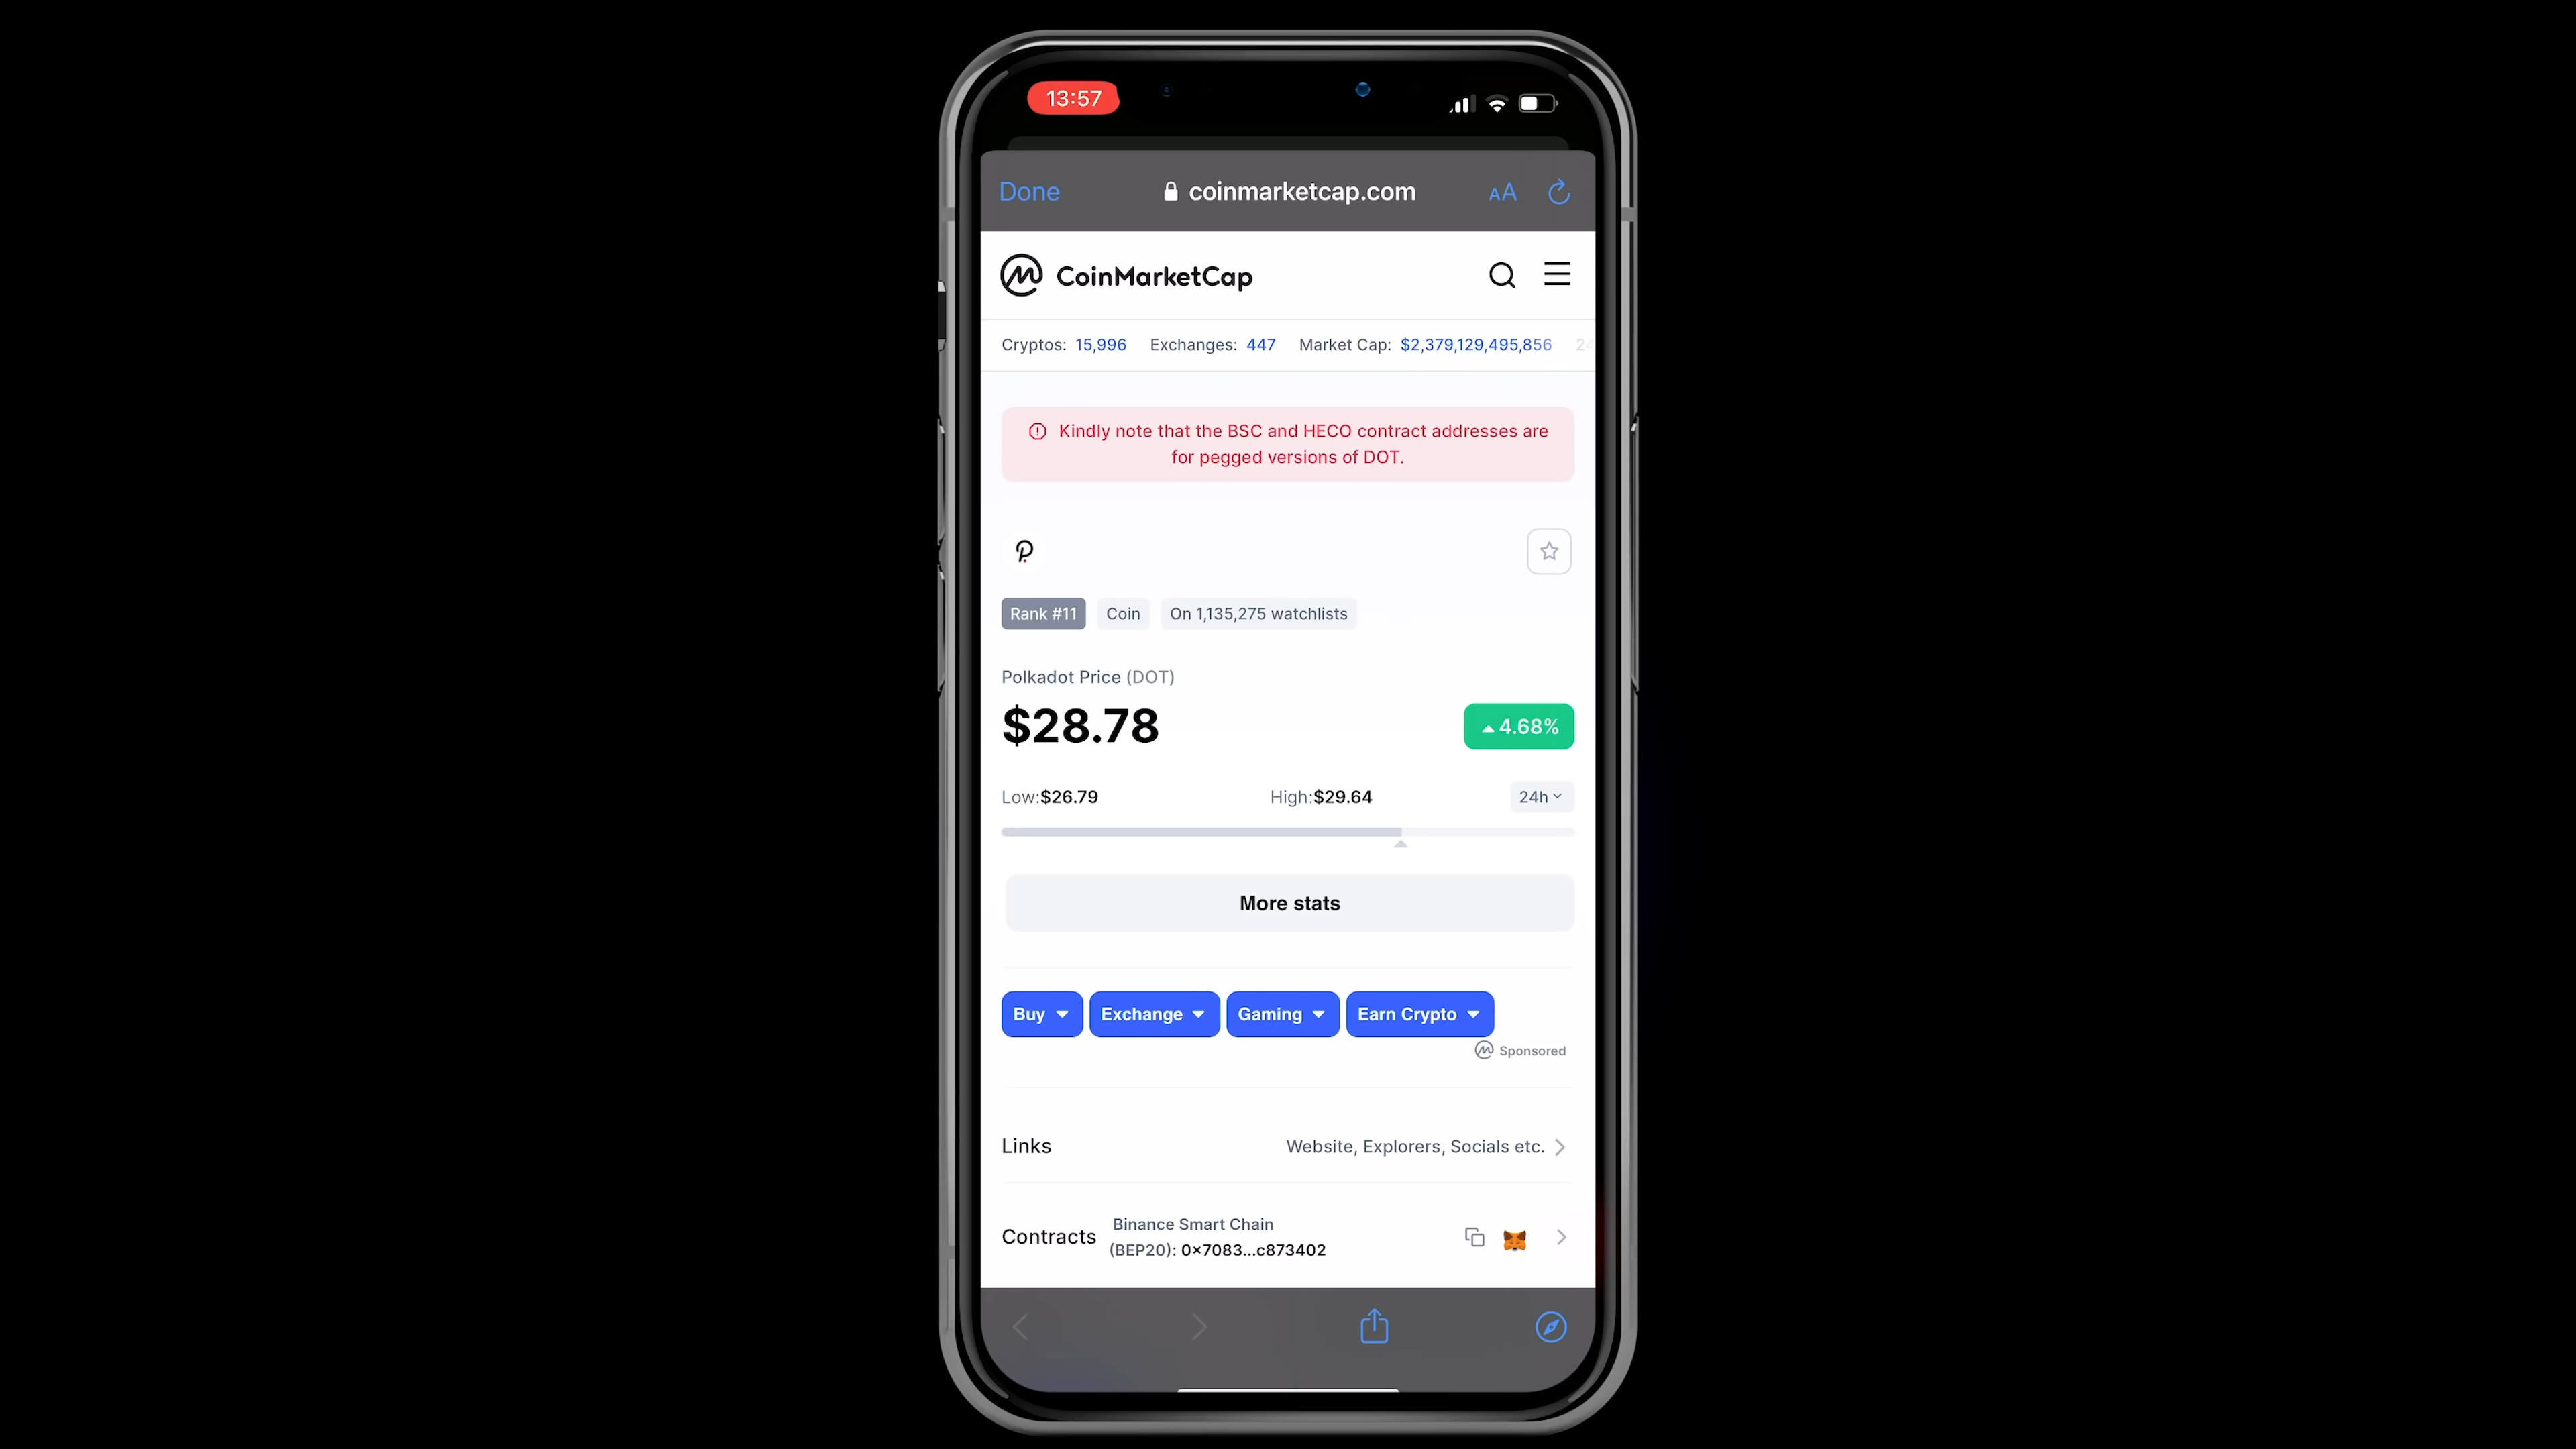 13:57
Done coinmarketcap.com AA
CoinMarketCap
Cryptos: 15,996 Exchanges: 447 Market Cap: $2,379,129,495,856 24
Kindly note that the BSC and HECO contract addresses are
for pegged versions of DOT.
Rank #11 Coin On 1,135,275 watchlists
Polkadot Price (DOT)
$28.78 4.68%
Low:$26.79 High:$29.64 24h
More stats
Buy Exchange Gaming Earn Crypto
Sponsored
Links Website, Explorers, Socials etc.
Contracts Binance Smart Chain
(BEP20): 0x7083...c873402